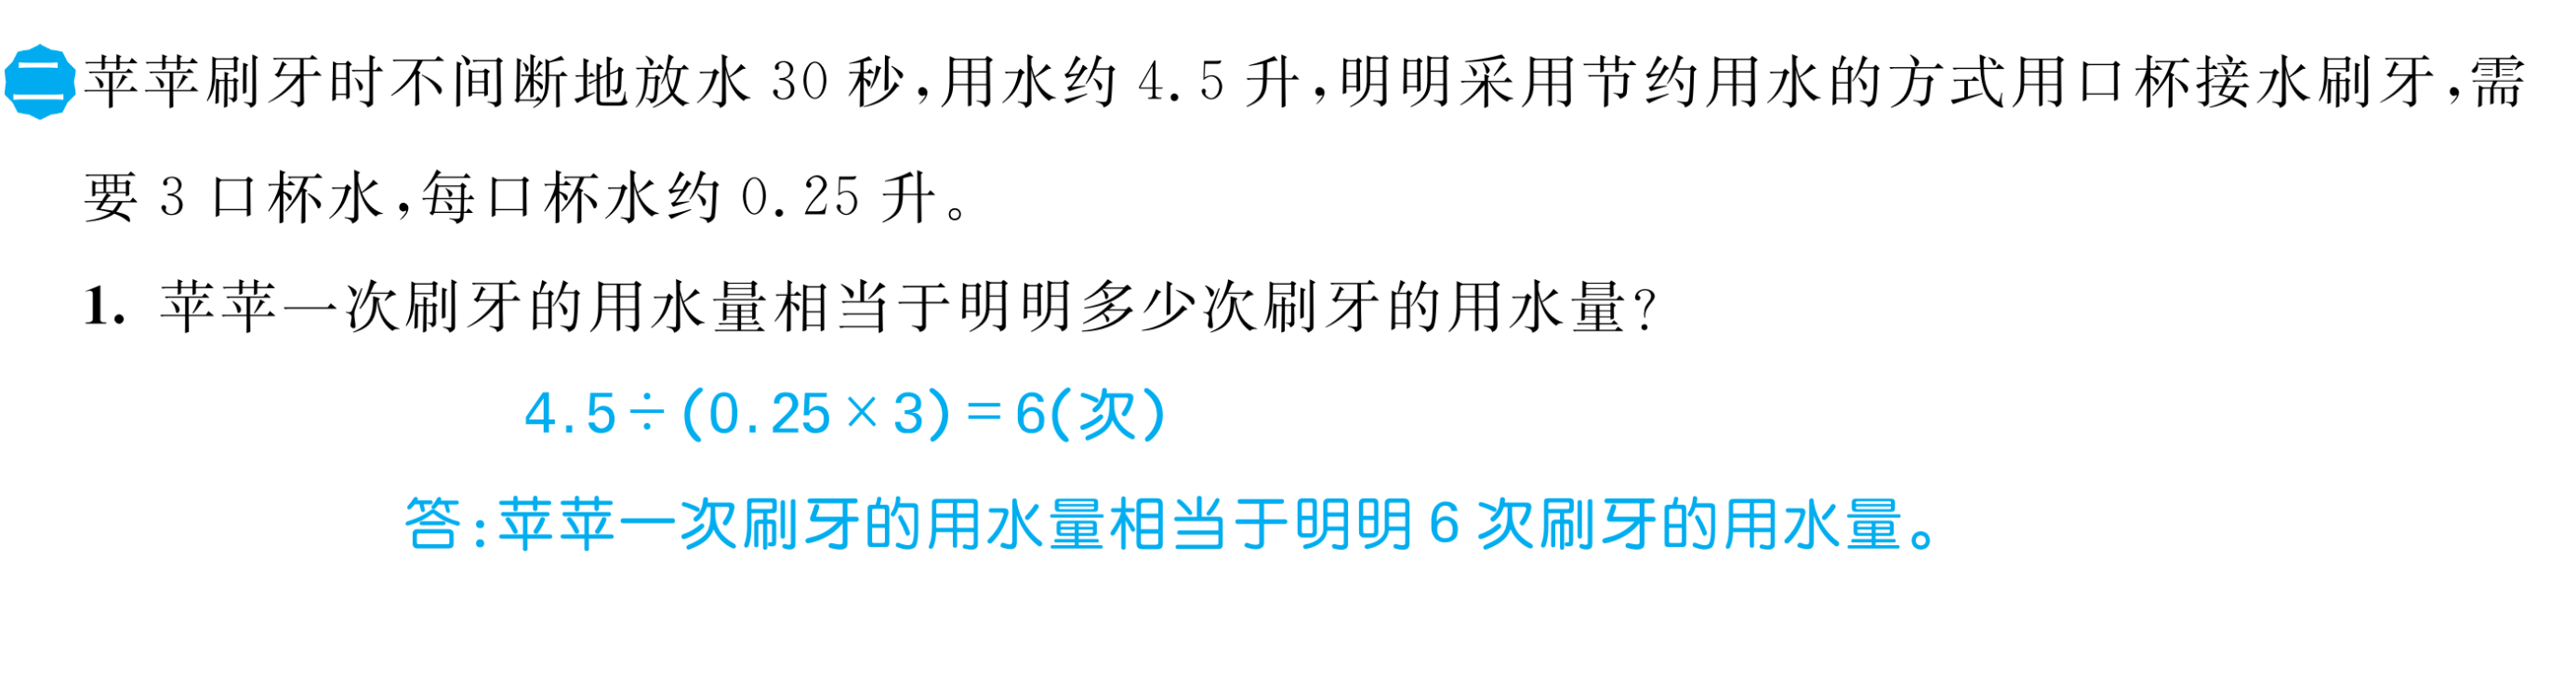 二 苹苹刷牙时不间断地放水 30 秒,用水约 4.5 升,明明采用节约用水的方式用口杯接水刷牙,需
要 3 口杯水,每口杯水约 0.25 升。
1. 苹苹一次刷牙的用水量相当于明明多少次刷牙的用水量?
4.5÷(0.25×3)=6(次)
答:苹苹一次刷牙的用水量相当于明明 6 次刷牙的用水量。